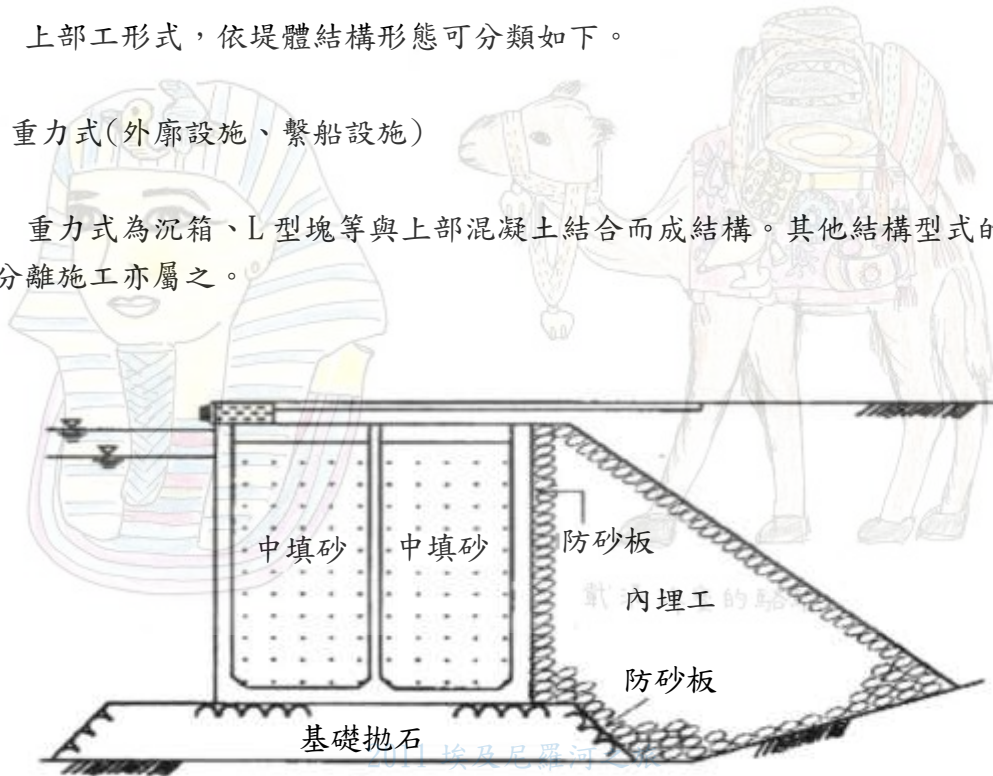 上部工形式，依堤體結構形態可分類如下。
重力式(外廓設施、繫船設施)
重力式為沉箱、L 型塊等與上部混凝土結合而成結構。其他結構型式的
分離施工亦屬之。
中填砂
中填砂
防砂板
內埋工
防砂板
基礎拋石
2011 埃及尼羅河之旅